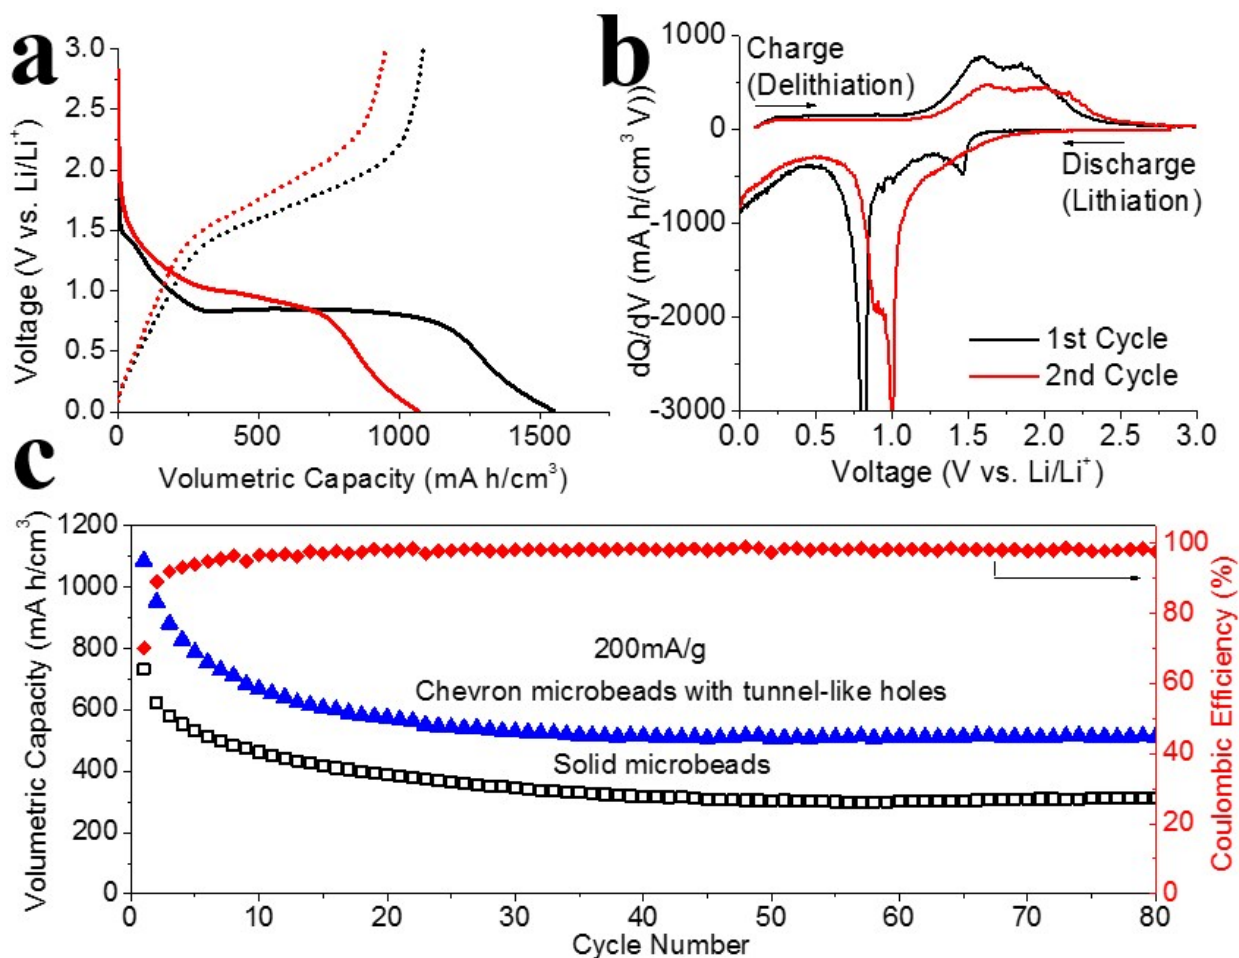 a
3.0
2.5
2.0
1.5
1.0
0.5
0.0
Voltage (V vs. Li/Li⁺)
0 500 1000 1500
Volumetric Capacity (mA h/cm³)
b
1000
0
-1000
-2000
-3000
dQ/dV (mA h/(cm³ V))
Charge
(Delithiation)
Discharge
(Lithiation)
1st Cycle
2nd Cycle
0.0 0.5 1.0 1.5 2.0 2.5 3.0
Voltage (V vs. Li/Li⁺)
c
1200
1000
800
600
400
200
0
Volumetric Capacity (mA h/cm³)
200mA/g
Chevron microbeads with tunnel-like holes
Solid microbeads
100
80
60
40
20
0
Coulombic Efficiency (%)
0 10 20 30 40 50 60 70 80
Cycle Number